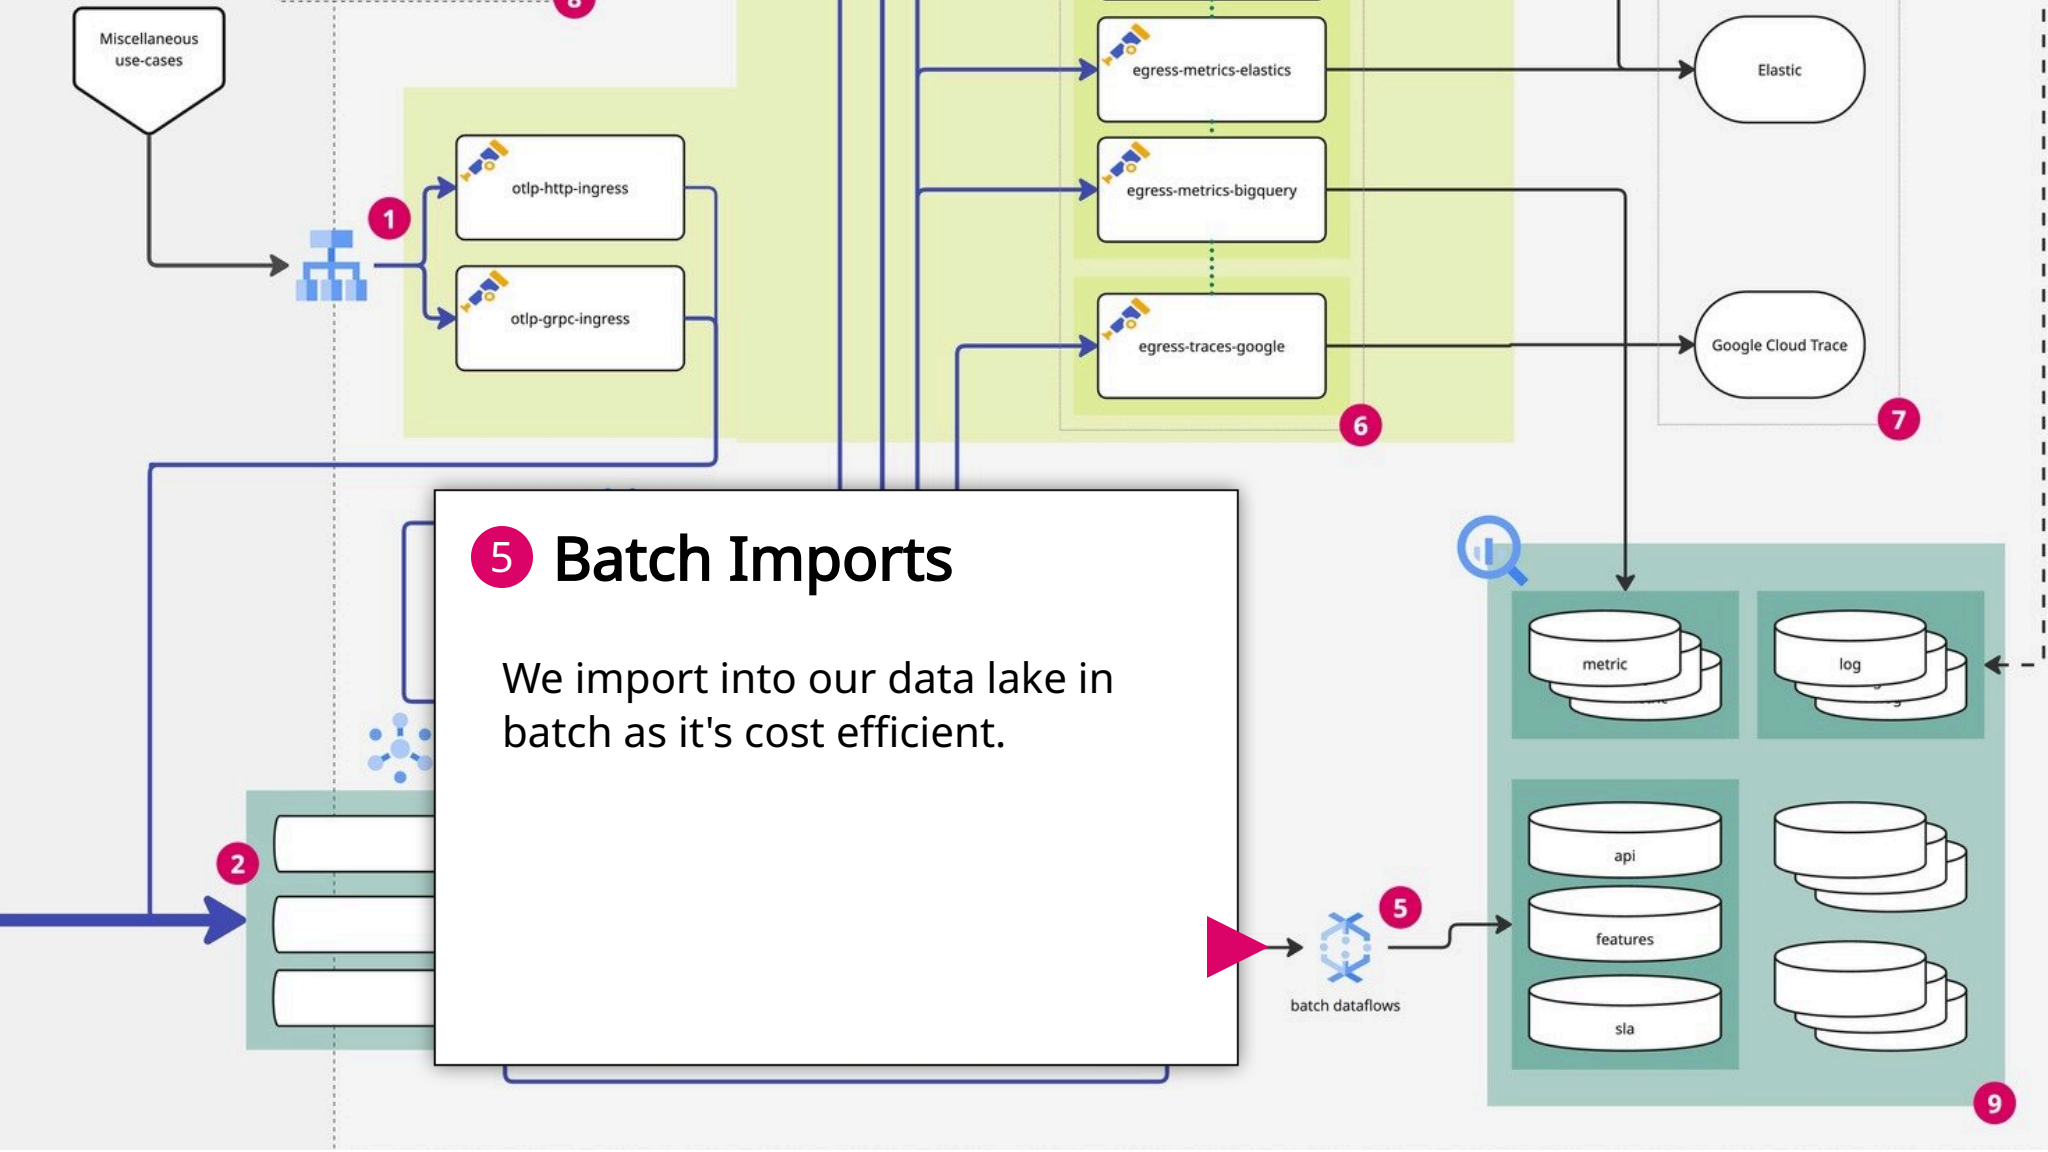 8
Miscellaneous
use-cases
egress-metrics-elastics
Elastic
otlp-http-ingress
egress-metrics-bigquery
1
otlp-grpc-ingress
egress-traces-google
Google Cloud Trace
6
7
5 Batch Imports
We import into our data lake in
batch as it's cost efficient.
metric
log
2
api
5
features
batch dataflows
sla
9